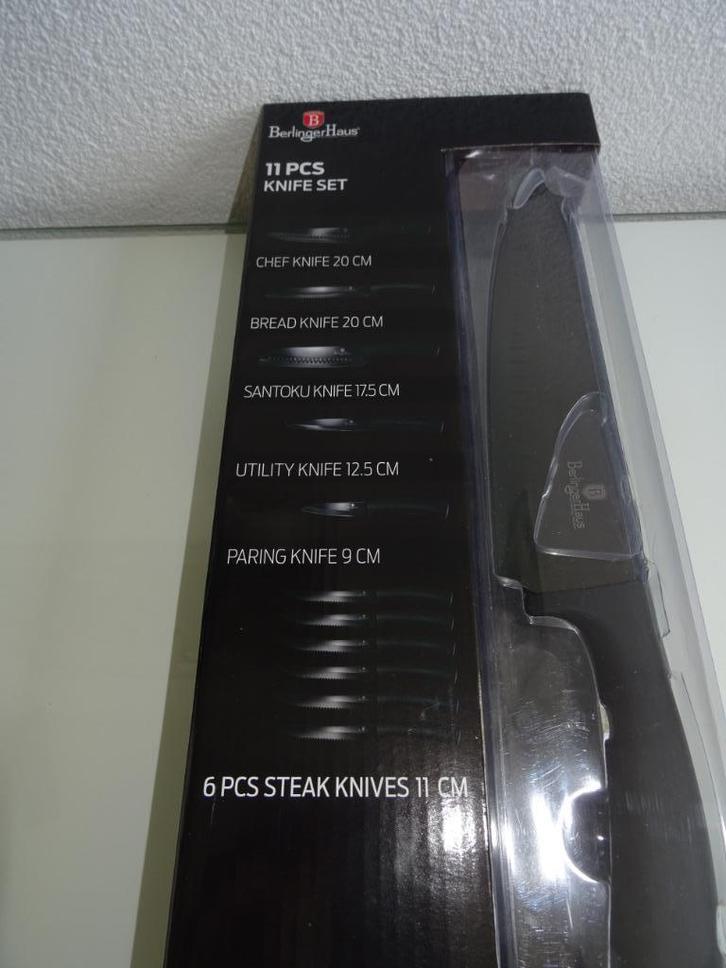 B
BerlingerHaus
11 PCS
KNIFE SET
CHEF KNIFE 20 CM
BREAD KNIFE 20 CM
SANTOKU KNIFE 17.5 CM
UTILITY KNIFE 12.5 CM
PARING KNIFE 9 CM
6 PCS STEAK KNIVES 11 CM
B
BerlingerHaus